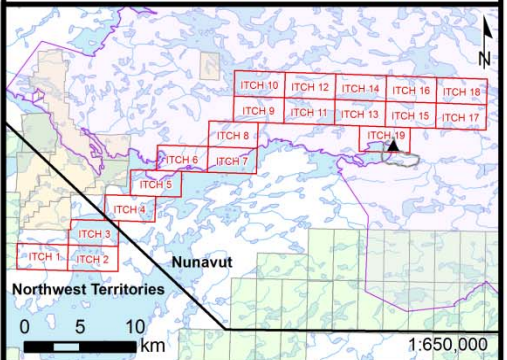 N
ITCH 10 ITCH 12 ITCH 14 ITCH 16 ITCH 18
ITCH 9 ITCH 11 ITCH 13 ITCH 15 ITCH 17
ITCH 8 ITCH 19
ITCH 6 ITCH 7
ITCH 5
ITCH 4
ITCH 3
ITCH 1 ITCH 2
Nunavut
Northwest Territories
0 5 10
km
1:650,000